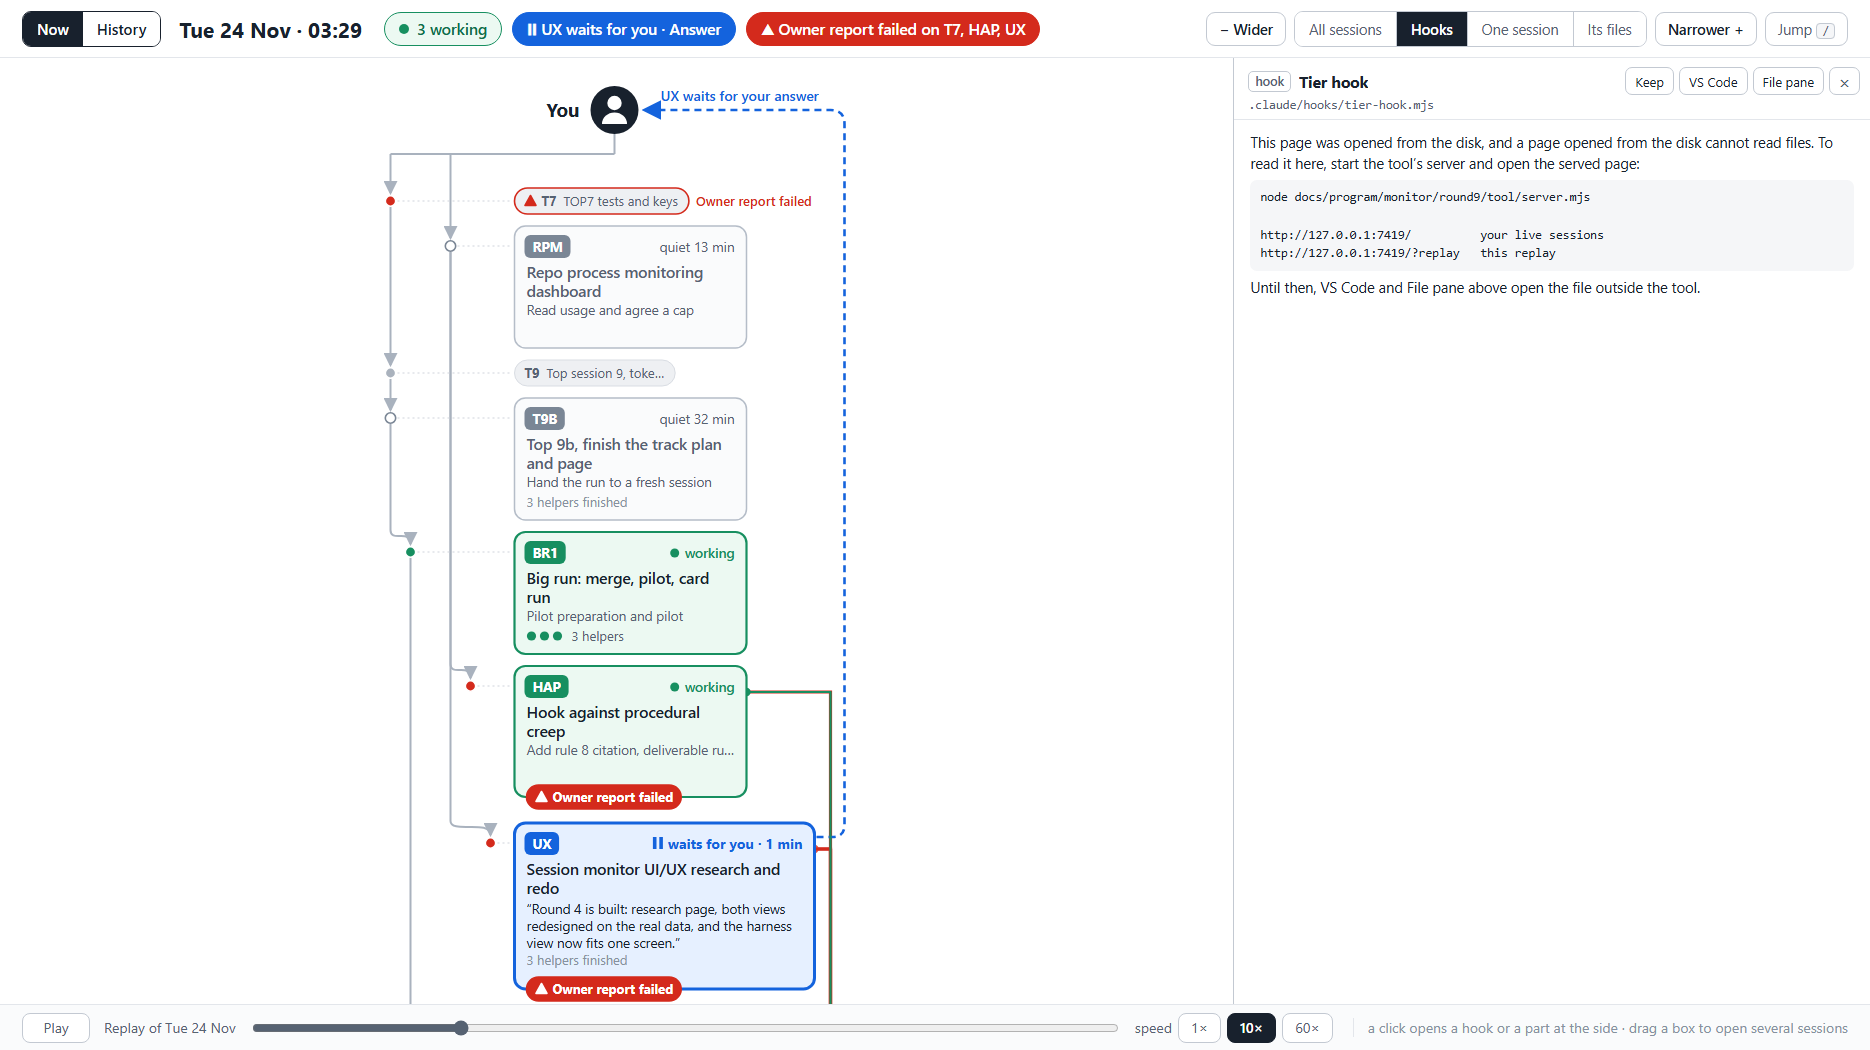 Now
History
Tue 24 Nov · 03:29
3 working
UX waits for you · Answer
Owner report failed on T7, HAP, UX
− Wider
All sessions
Hooks
One session
Its files
Narrower +
Jump /
You
UX waits for your answer
T7 TOP7 tests and keys
Owner report failed
RPM quiet 13 min
Repo process monitoring
dashboard
Read usage and agree a cap
T9 Top session 9, toke...
T9B quiet 32 min
Top 9b, finish the track plan
and page
Hand the run to a fresh session
3 helpers finished
BR1 working
Big run: merge, pilot, card
run
Pilot preparation and pilot
3 helpers
HAP working
Hook against procedural
creep
Add rule 8 citation, deliverable ru...
Owner report failed
UX waits for you · 1 min
Session monitor UI/UX research and
redo
“Round 4 is built: research page, both views
redesigned on the real data, and the harness
view now fits one screen.”
3 helpers finished
Owner report failed
hook Tier hook
Keep
VS Code
File pane
×
.claude/hooks/tier-hook.mjs
This page was opened from the disk, and a page opened from the disk cannot read files. To
read it here, start the tool’s server and open the served page:
node docs/program/monitor/round9/tool/server.mjs
http://127.0.0.1:7419/ your live sessions
http://127.0.0.1:7419/?replay this replay
Until then, VS Code and File pane above open the file outside the tool.
Play
Replay of Tue 24 Nov
speed
1×
10×
60×
a click opens a hook or a part at the side · drag a box to open several sessions